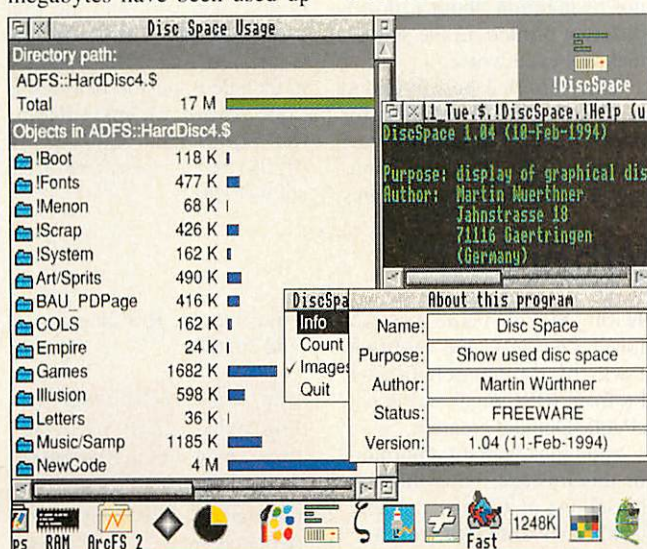 megabytes have been used up
Disc Space Usage
Directory path:
ADFS::HardDisc4.$
Total 17 M
Objects in ADFS::HardDisc4.$
!Boot 118 K
!Fonts 477 K
!Menon 68 K
!Scrap 426 K
!System 162 K
Art/Sprits 490 K
BAU_PDPage 416 K
COLS 162 K
Empire 24 K
Games 1682 K
Illusion 598 K
Letters 36 K
Music/Samp 1185 K
NewCode 4 M
!DiscSpace
11_Tue.$.!DiscSpace.!Help (u
DiscSpace 1.04 (10-Feb-1994)
Purpose: display of graphical dis
Author: Martin Wuerthner
Jahnstrasse 18
71116 Gaertringen
(Germany)
DiscSpa
Info
Count
✓ Images
Quit
About this program
Name: Disc Space
Purpose: Show used disc space
Author: Martin Würthner
Status: FREEWARE
Version: 1.04 (11-Feb-1994)
ps RAM ArcFS 2 Fast 1248K